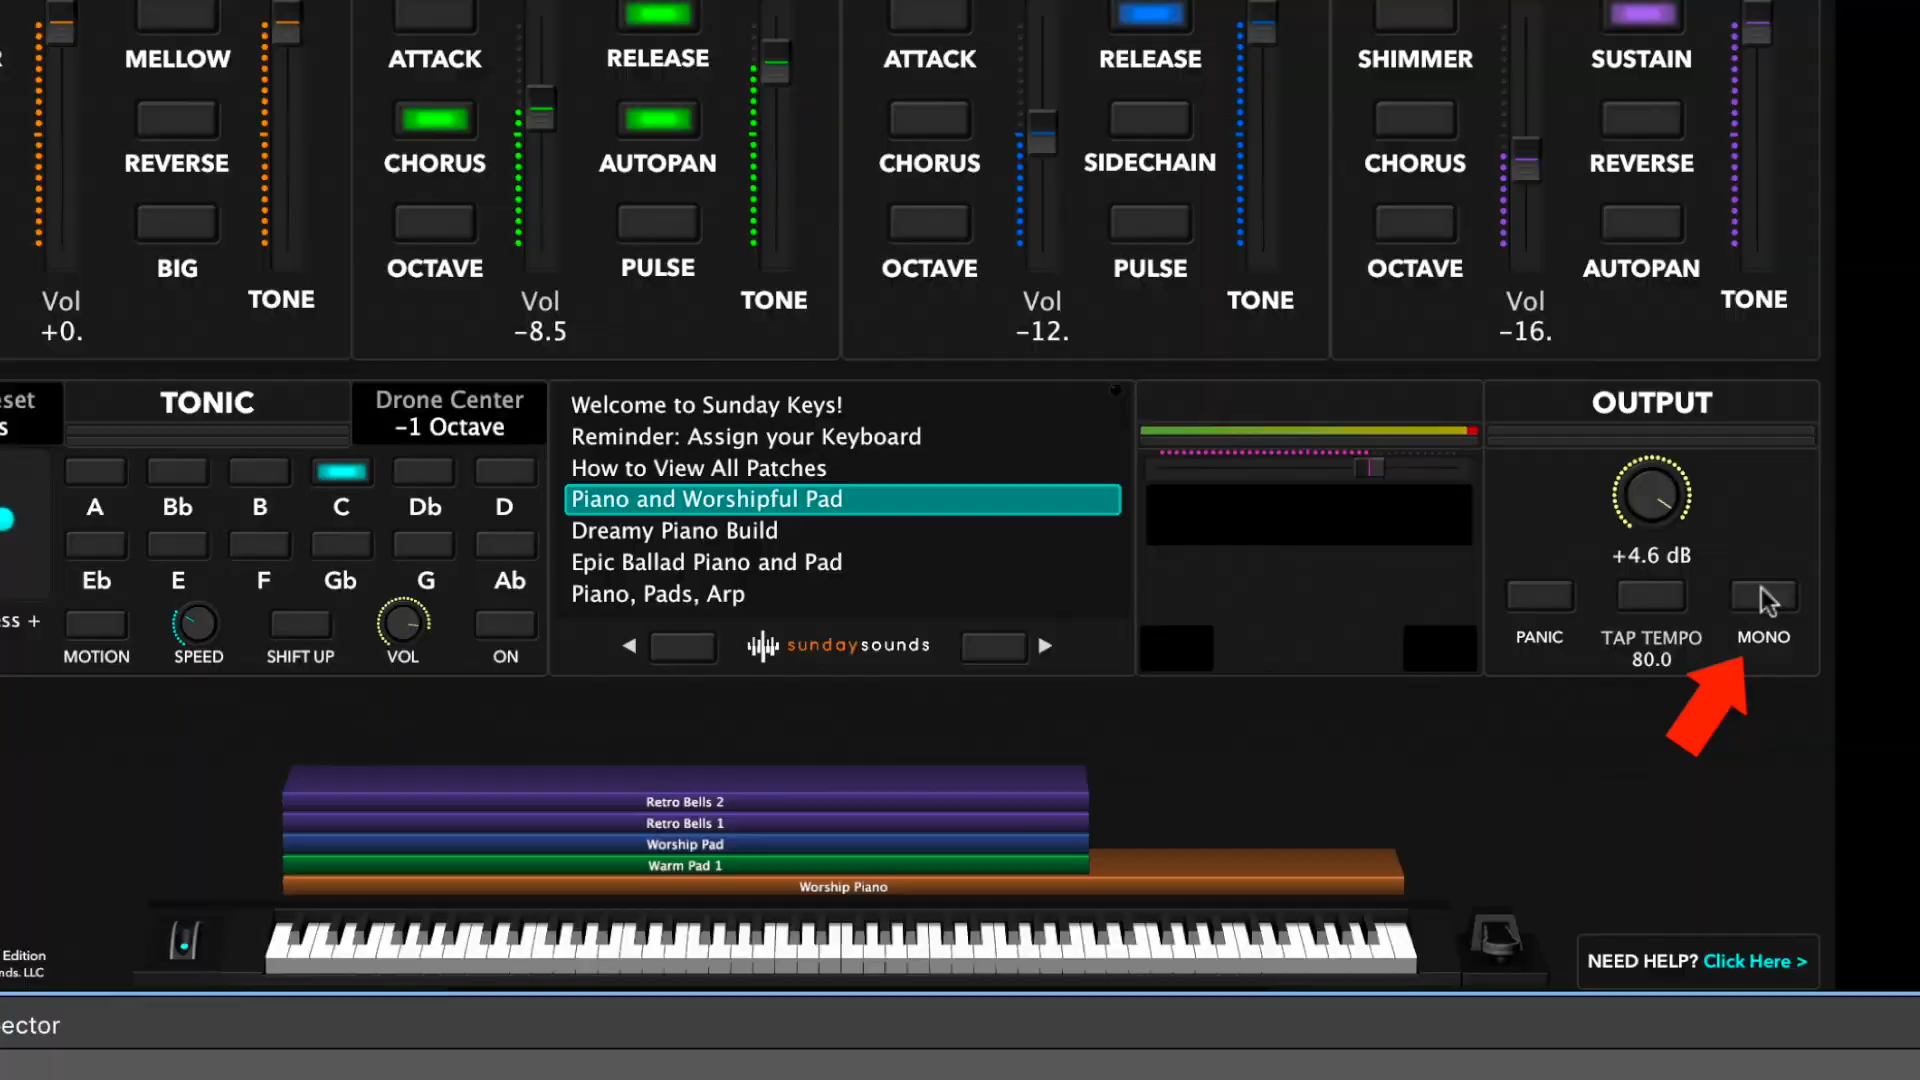 MELLOW
ATTACK
RELEASE
ATTACK
RELEASE
SHIMMER
SUSTAIN
REVERSE
CHORUS
AUTOPAN
CHORUS
SIDECHAIN
CHORUS
REVERSE
BIG
OCTAVE
PULSE
OCTAVE
PULSE
OCTAVE
AUTOPAN
Vol
+0.
TONE
Vol
-8.5
TONE
Vol
-12.
TONE
Vol
-16.
TONE
eset
s
TONIC
Drone Center
-1 Octave
A Bb B C Db D
Eb E F Gb G Ab
ss +
MOTION SPEED SHIFT UP VOL ON
Welcome to Sunday Keys!
Reminder: Assign your Keyboard
How to View All Patches
Piano and Worshipful Pad
Dreamy Piano Build
Epic Ballad Piano and Pad
Piano, Pads, Arp
sundaysounds
OUTPUT
+4.6 dB
PANIC
TAP TEMPO
80.0
MONO
Retro Bells 2
Retro Bells 1
Worship Pad
Warm Pad 1
Worship Piano
Edition
nds. LLC
NEED HELP? Click Here >
ector